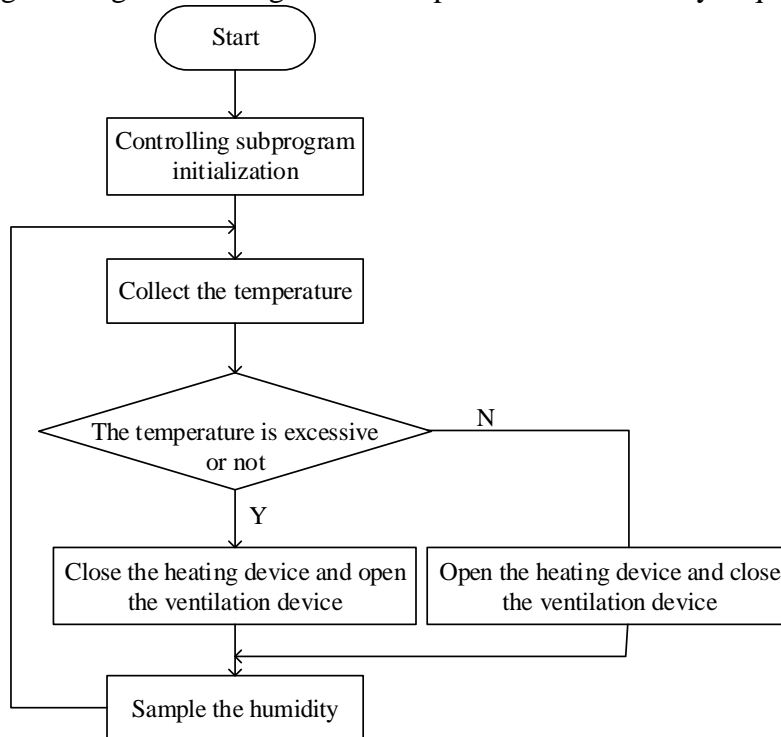 Start
Controlling subprogram
initialization
Collect the temperature
The temperature is excessive
or not
N
Y
Close the heating device and open
the ventilation device
Open the heating device and close
the ventilation device
Sample the humidity